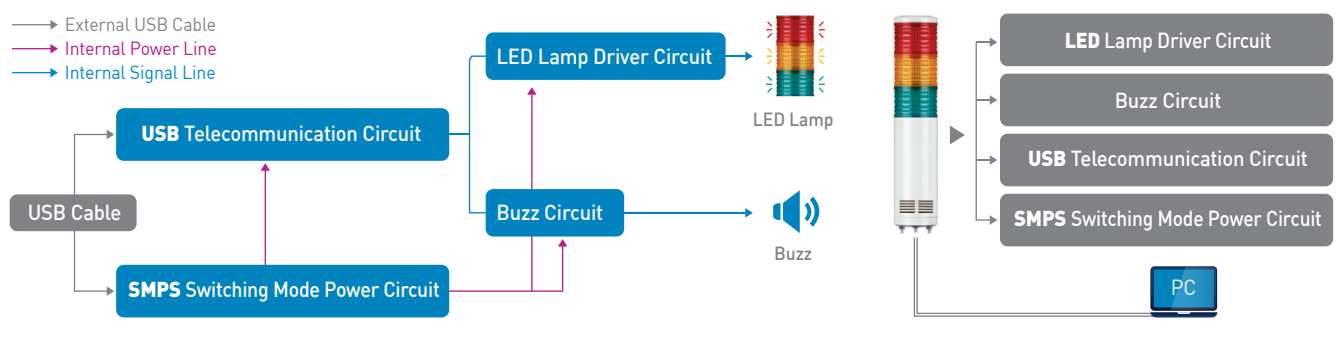 External USB Cable
Internal Power Line
Internal Signal Line
USB Cable
USB Telecommunication Circuit
SMPS Switching Mode Power Circuit
LED Lamp Driver Circuit
Buzz Circuit
LED Lamp
Buzz
LED Lamp Driver Circuit
Buzz Circuit
USB Telecommunication Circuit
SMPS Switching Mode Power Circuit
PC